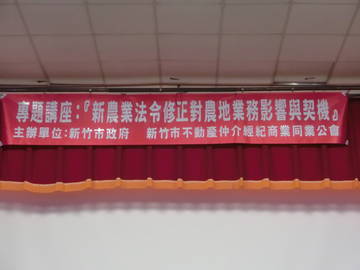 專題講座：『新農業法令修正對農地業務影響與契機』
主辦單位：新竹市政府 新竹市不動產仲介經紀商業同業公會